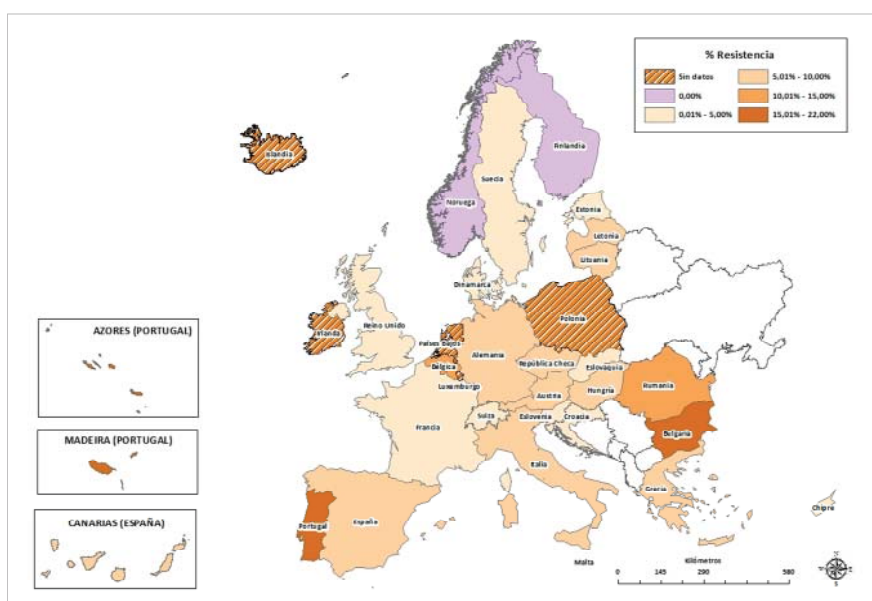 % Resistencia
Sin datos
5,01% - 10,00%
0,00%
10,01% - 15,00%
0,01% - 5,00%
15,01% - 22,00%
Islandia
Finlandia
Suecia
Noruega
Estonia
Letonia
Lituania
Dinamarca
Irlanda
Reino Unido
Países Bajos
Polonia
Alemania
Bélgica
República Checa
Eslovaquia
Luxemburgo
Austria
Hungría
Rumania
Suiza
Eslovenia
Croacia
Francia
Bulgaria
Italia
Grecia
Chipre
España
Portugal
Malta
AZORES (PORTUGAL)
MADEIRA (PORTUGAL)
CANARIAS (ESPAÑA)
Kilómetros
0 145 290 580